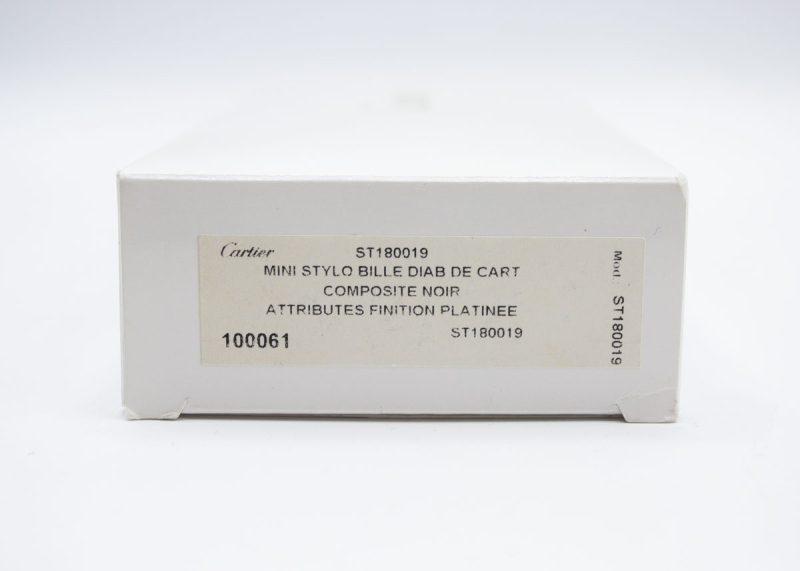 Cartier ST180019
MINI STYLO BILLE DIAB DE CART
COMPOSITE NOIR
ATTRIBUTES FINITION PLATINEE
ST180019
100061
Mod: ST180019